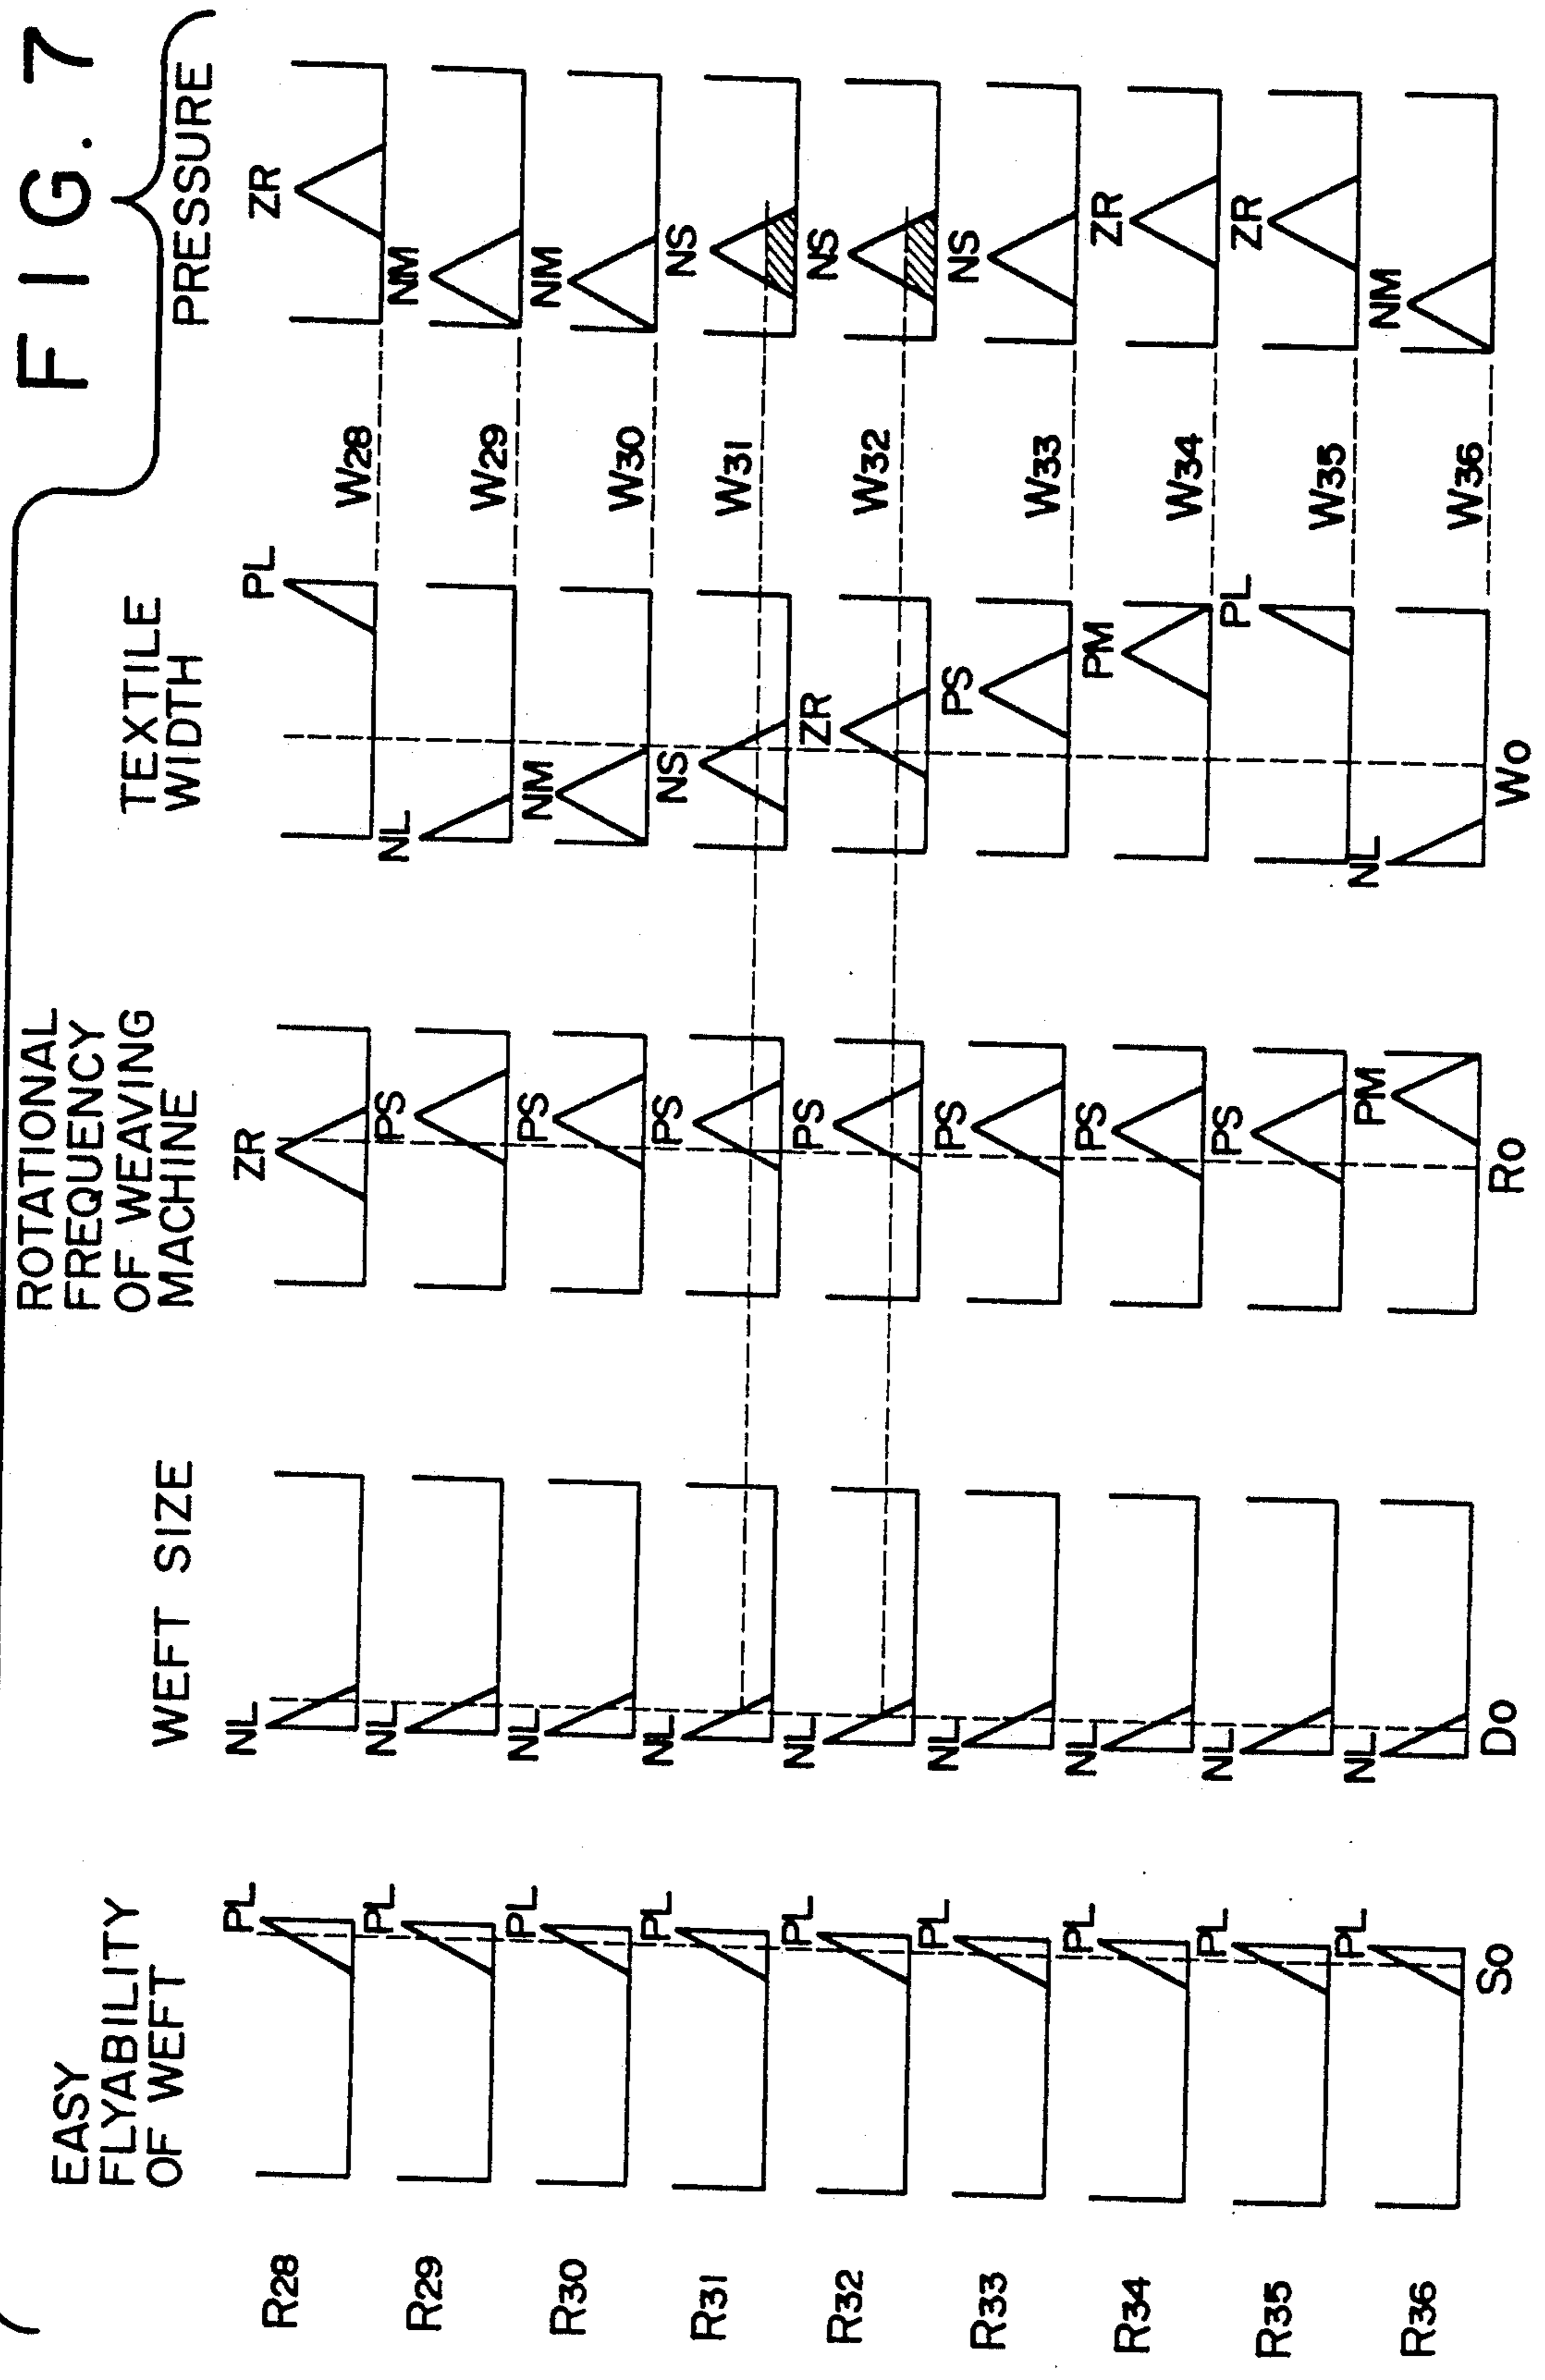 FIG. 7
EASY
FLYABILITY
OF WEFT
WEFT SIZE
ROTATIONAL
FREQUENCY
OF WEAVING
MACHINE
TEXTILE
WIDTH
PRESSURE
R28 PL NL ZR PL W28 ZR
R29 PL NL PS NL W29 NM
R30 PL NL PS NM W30 NM
R31 PL NL PS NS W31 NS
R32 PL NL PS ZR W32 NS
R33 PL NL PS PS W33 NS
R34 PL NL PS PM W34 ZR
R35 PL NL PS PL W35 ZR
R36 PL NL PM NL W36 NM
So Do Ro Wo